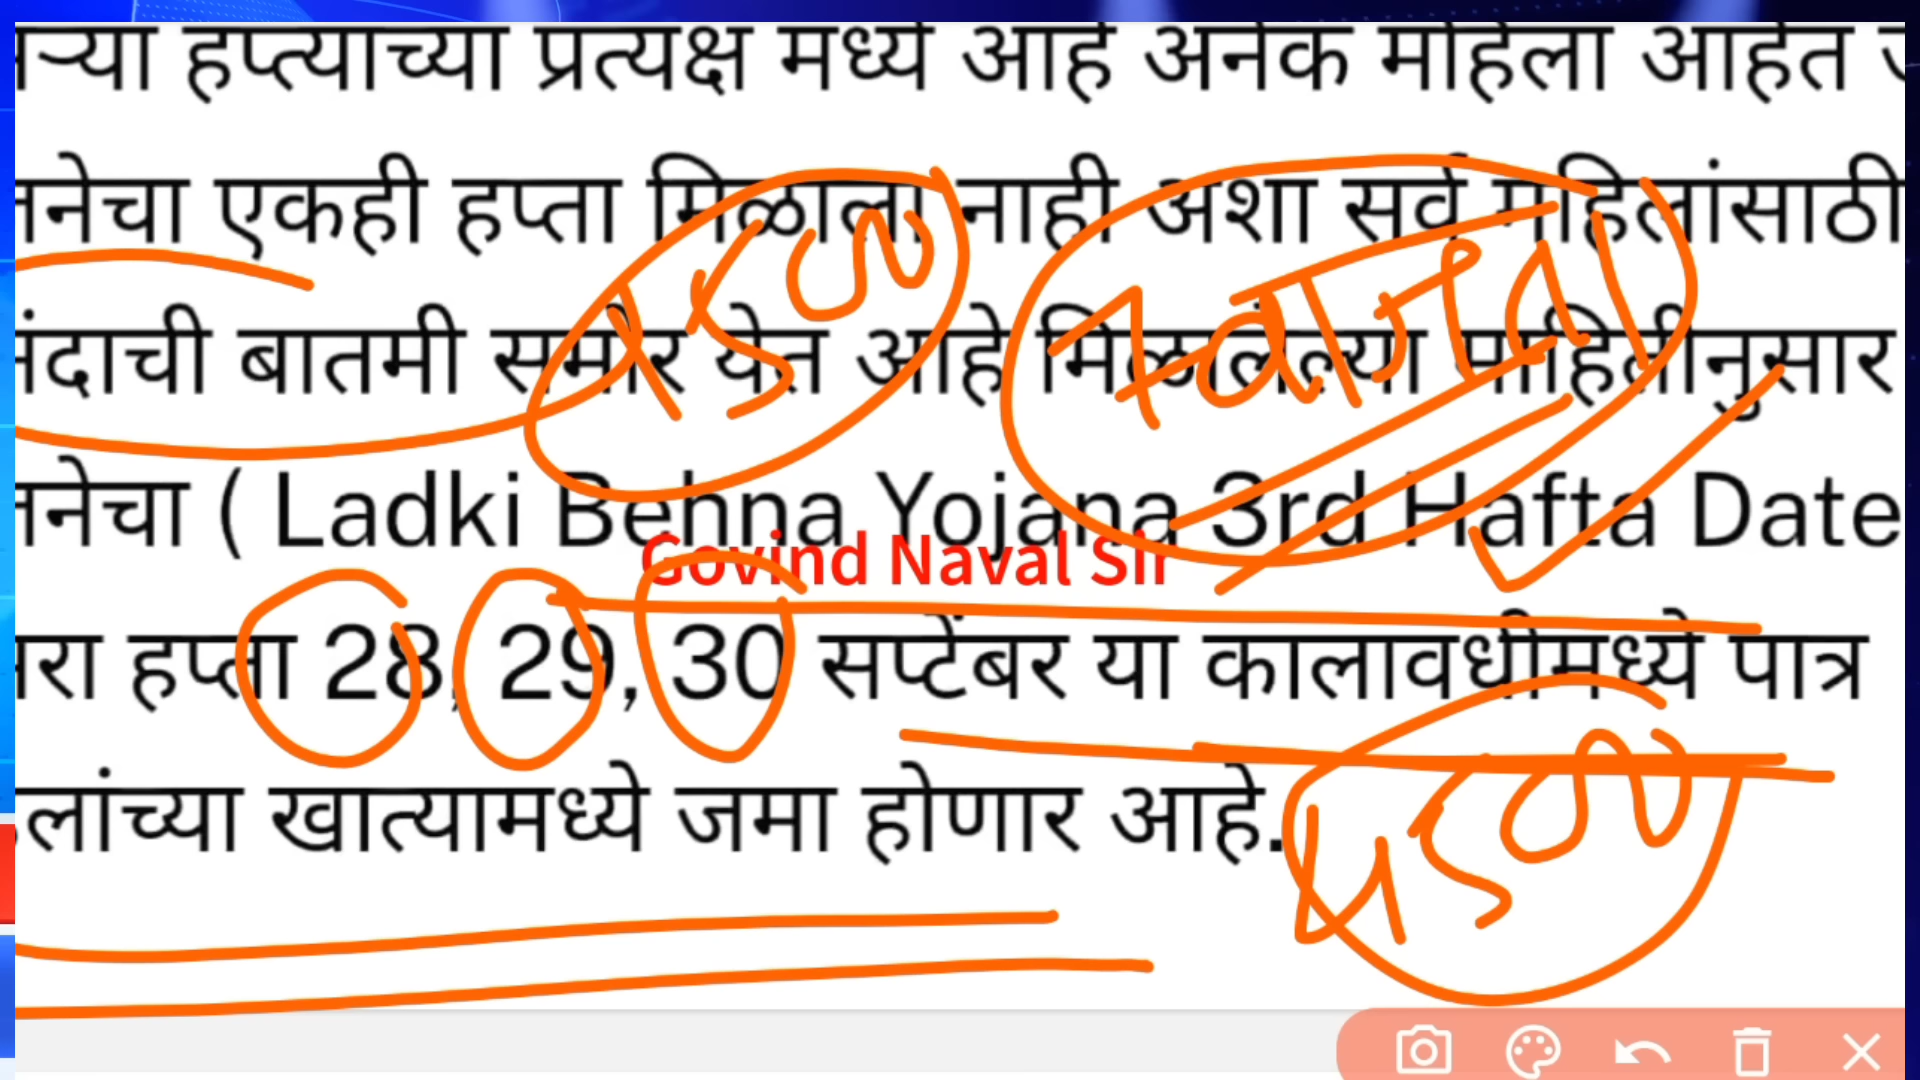 ऱ्या हप्त्याच्या प्रत्यक्ष मध्ये आहे अनेक महिला आहेत
नेचा एकही हप्ता मिळाला नाही अशा सर्व महिलांसाठी
नंदाची बातमी समोर येत आहे मिळालेल्या माहितीनुसार
नेचा ( Ladki Behna Yojana 3rd Hafta Date
Govind Naval Sir
रा हप्ता 28, 29, 30 सप्टेंबर या कालावधीमध्ये पात्र
लांच्या खात्यामध्ये जमा होणार आहे.
4500